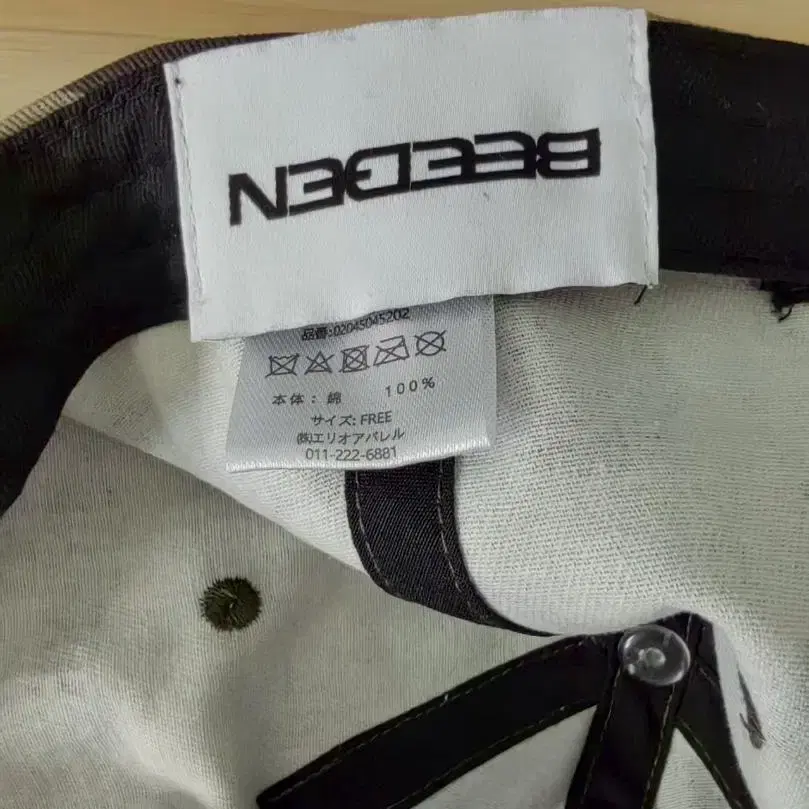 BEEDEN
品番:02045045202
本体: 綿 100%
サイズ: FREE
㈱エリオアパレル
011-222-6881